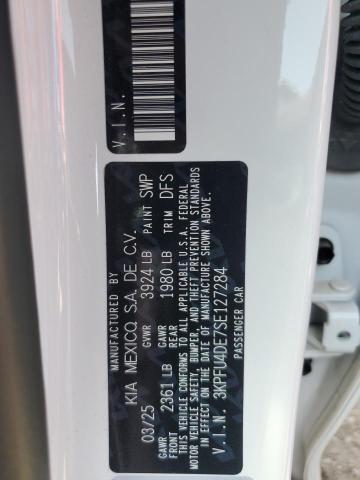 V.I.N.
MANUFACTURED BY
KIA MEXICO, S.A. DE C.V.
03/25 GVWR 3924 LB PAINT SWP
GAWR FRONT 2361 LB GAWR REAR 1980 LB TRIM DFS
THIS VEHICLE CONFORMS TO ALL APPLICABLE U.S.A. FEDERAL
MOTOR VEHICLE SAFETY, BUMPER, AND THEFT PREVENTION STANDARDS
IN EFFECT ON THE DATE OF MANUFACTURE SHOWN ABOVE.
V.I.N. 3KPFU4DE7SE127284
PASSENGER CAR